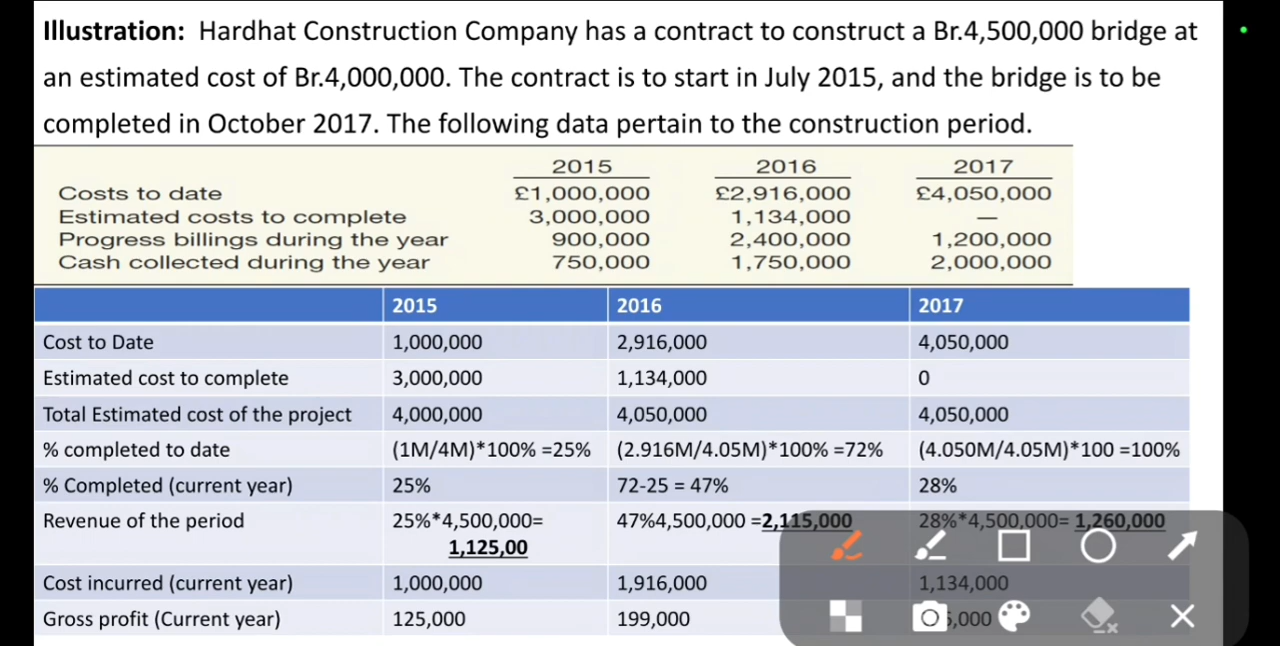 Illustration: Hardhat Construction Company has a contract to construct a Br.4,500,000 bridge at
an estimated cost of Br.4,000,000. The contract is to start in July 2015, and the bridge is to be
completed in October 2017. The following data pertain to the construction period.
2015 2016 2017
Costs to date £1,000,000 £2,916,000 £4,050,000
Estimated costs to complete 3,000,000 1,134,000 —
Progress billings during the year 900,000 2,400,000 1,200,000
Cash collected during the year 750,000 1,750,000 2,000,000
2015 2016 2017
Cost to Date 1,000,000 2,916,000 4,050,000
Estimated cost to complete 3,000,000 1,134,000 0
Total Estimated cost of the project 4,000,000 4,050,000 4,050,000
% completed to date (1M/4M)*100% =25% (2.916M/4.05M)*100% =72% (4.050M/4.05M)*100 =100%
% Completed (current year) 25% 72-25 = 47% 28%
Revenue of the period 25%*4,500,000= 47%4,500,000 =2,115,000 28%*4,500,000= 1,260,000
1,125,00
Cost incurred (current year) 1,000,000 1,916,000 1,134,000
Gross profit (Current year) 125,000 199,000